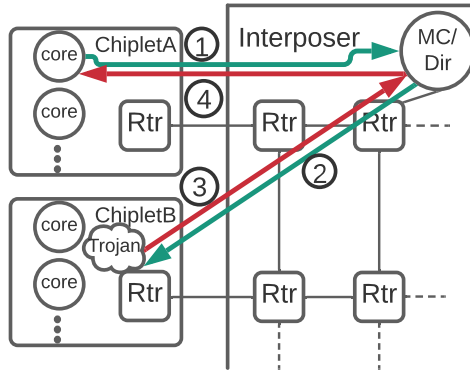 core
ChipletA
1
Interposer
MC/
Dir
core
Rtr
4
Rtr
Rtr
3
2
core
ChipletB
Trojan
core
Rtr
Rtr
Rtr